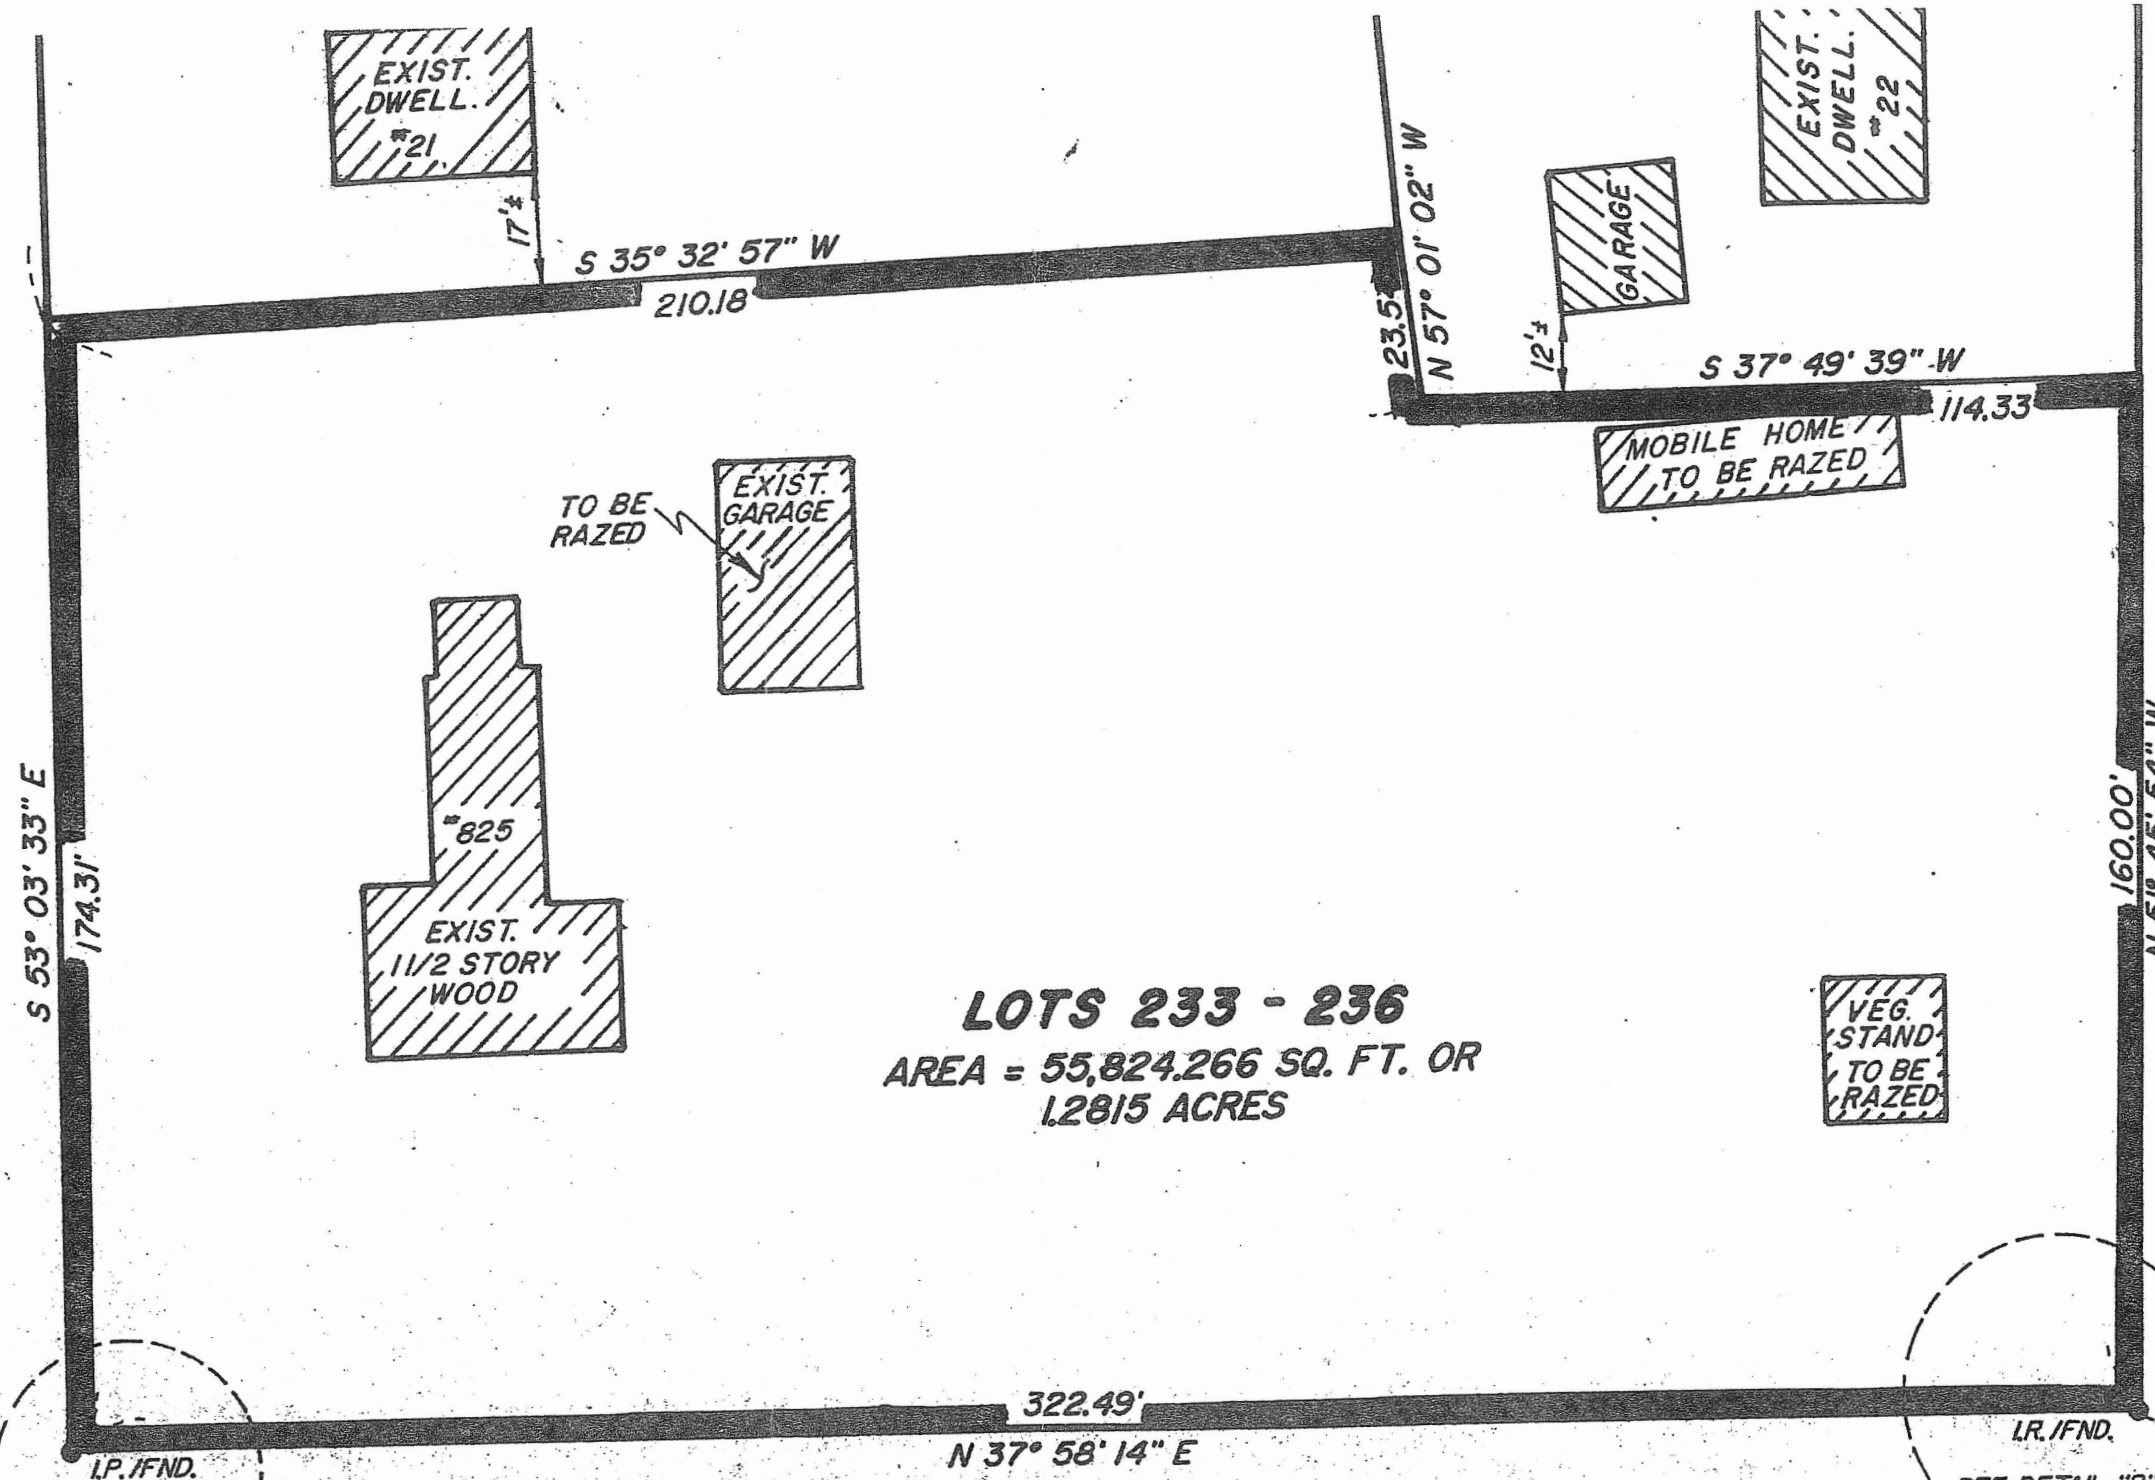 EXIST.
DWELL.
#21
17'±
S 35° 32' 57" W
210.18
N 57° 01' 02" W
GARAGE
12'±
EXIST.
DWELL.
#22
S 37° 49' 39" W
114.33
MOBILE HOME
TO BE RAZED
TO BE
RAZED
EXIST.
GARAGE
#825
EXIST.
1 1/2 STORY
WOOD
S 53° 03' 33" E
174.31'
LOTS 233 - 236
AREA = 55,824.266 SQ. FT. OR
1.2815 ACRES
VEG.
STAND
TO BE
RAZED
160.00'
322.49'
N 37° 58' 14" E
I.P./FND.
I.R./FND.